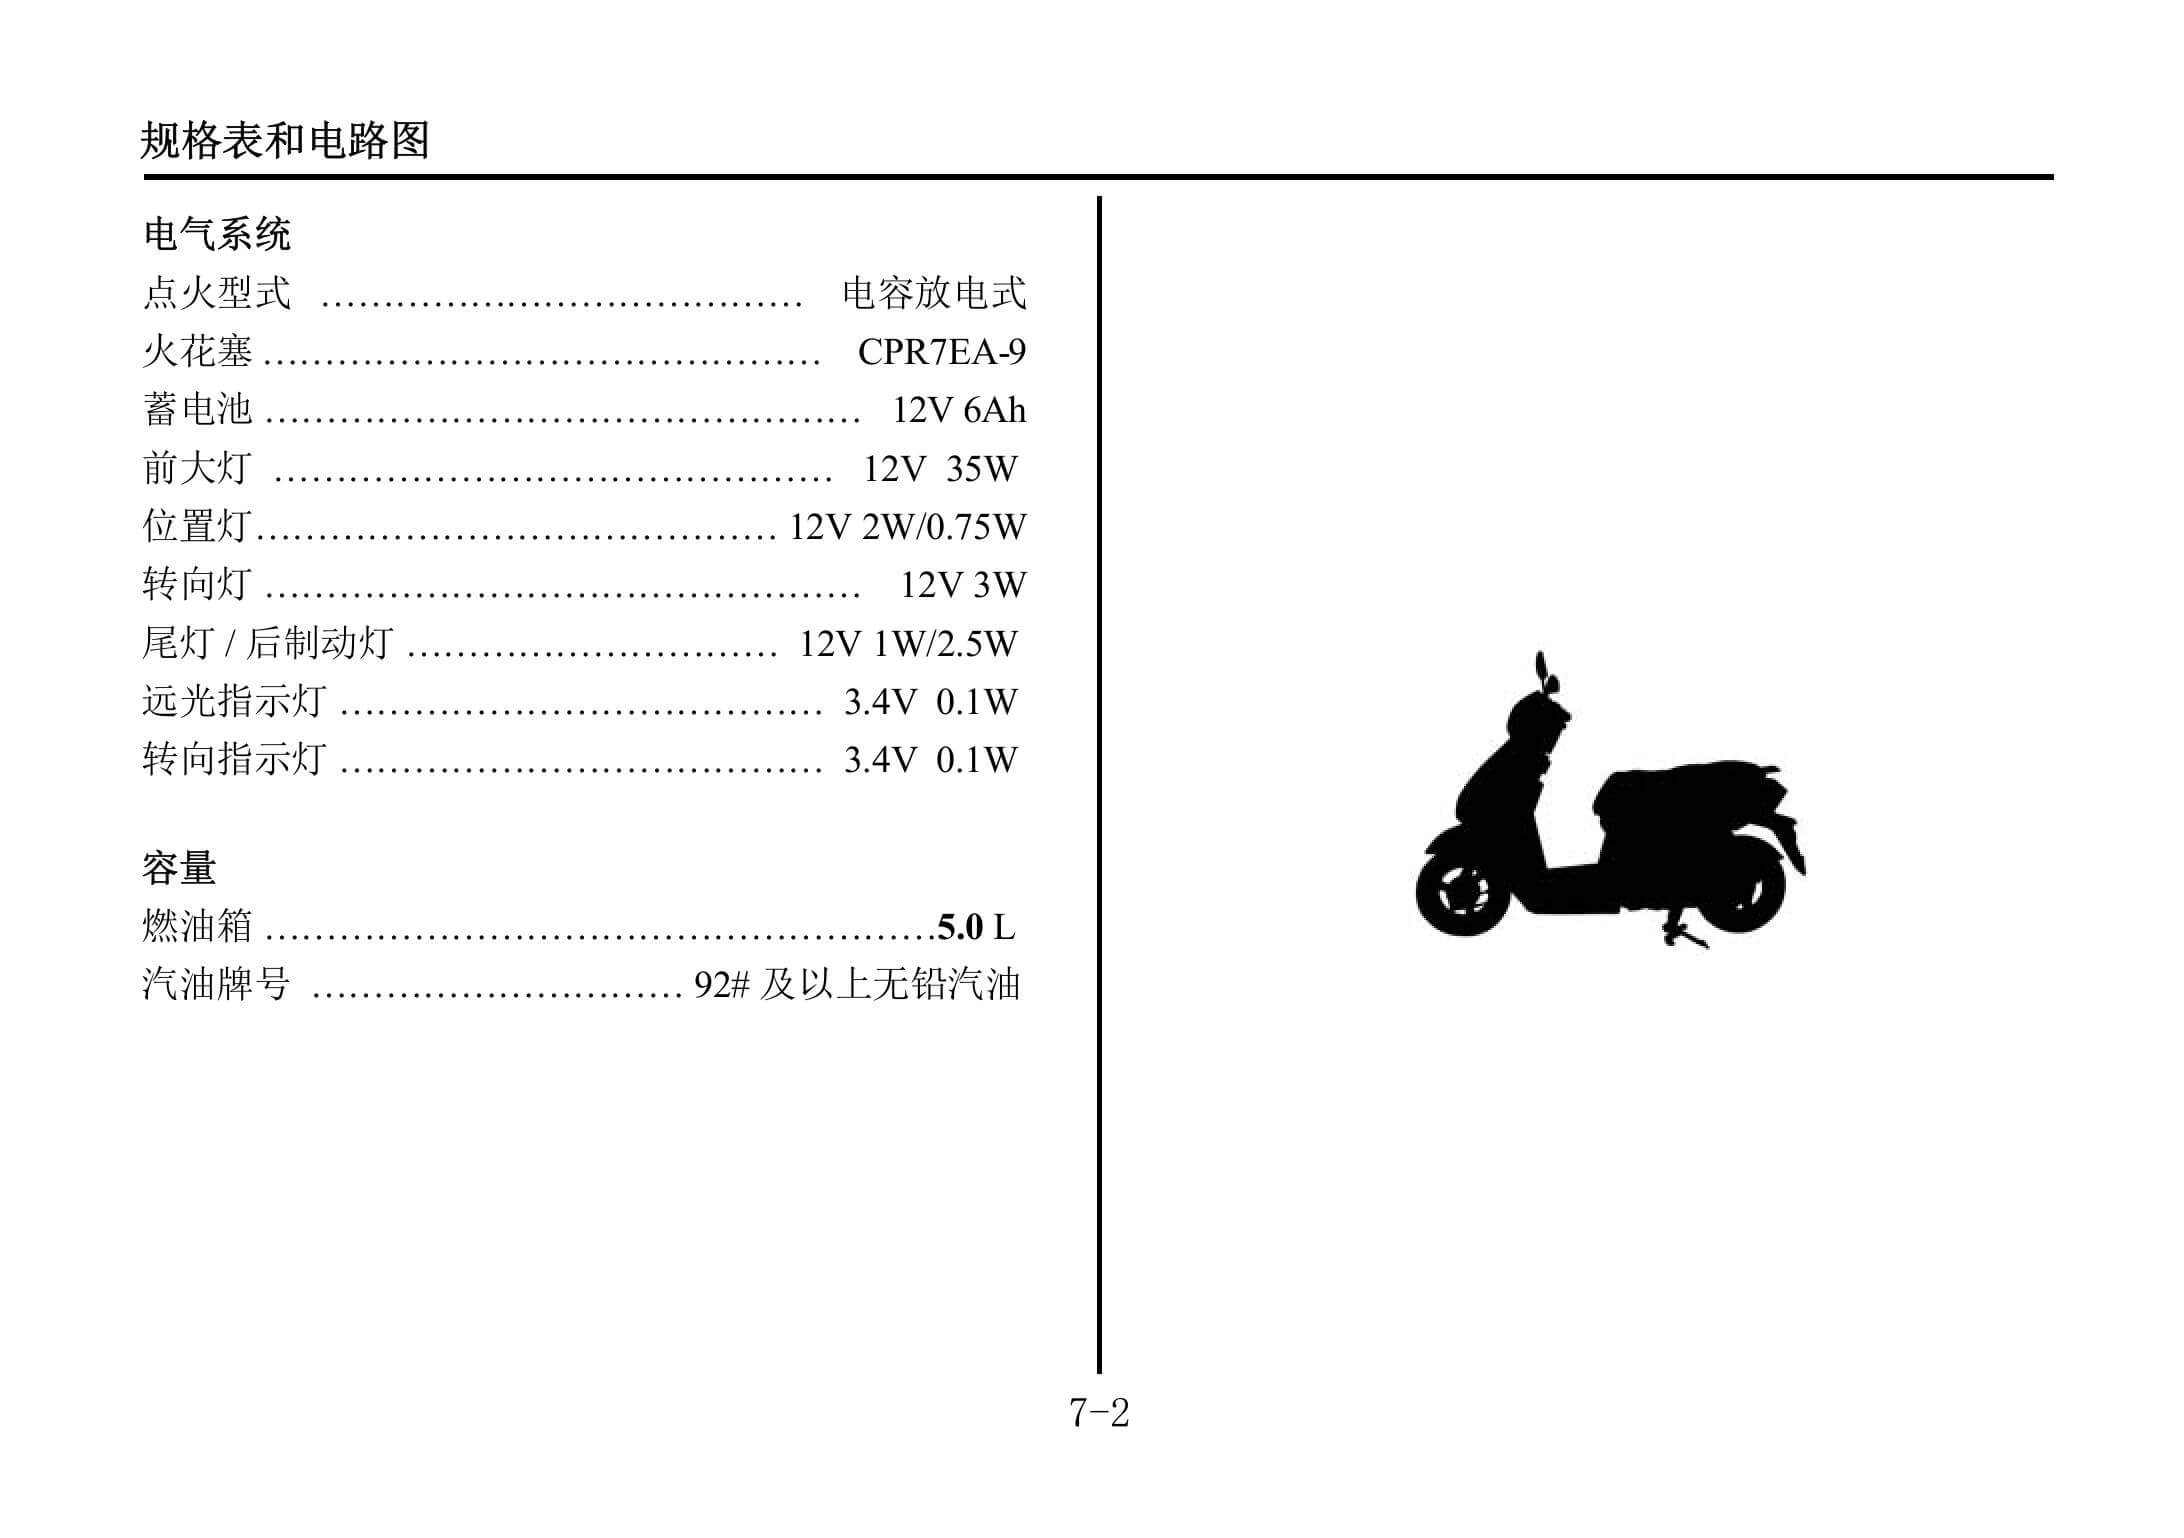 规格表和电路图
电气系统
点火型式 ………………………………… 电容放电式
火花塞 ……………………………………… CPR7EA-9
蓄电池 ………………………………………… 12V 6Ah
前大灯 ……………………………………… 12V 35W
位置灯…………………………………… 12V 2W/0.75W
转向灯 ………………………………………… 12V 3W
尾灯 / 后制动灯 ………………………… 12V 1W/2.5W
远光指示灯 ………………………………… 3.4V 0.1W
转向指示灯 ………………………………… 3.4V 0.1W
容量
燃油箱 ………………………………………………5.0 L
汽油牌号 ………………………… 92# 及以上无铅汽油
7-2